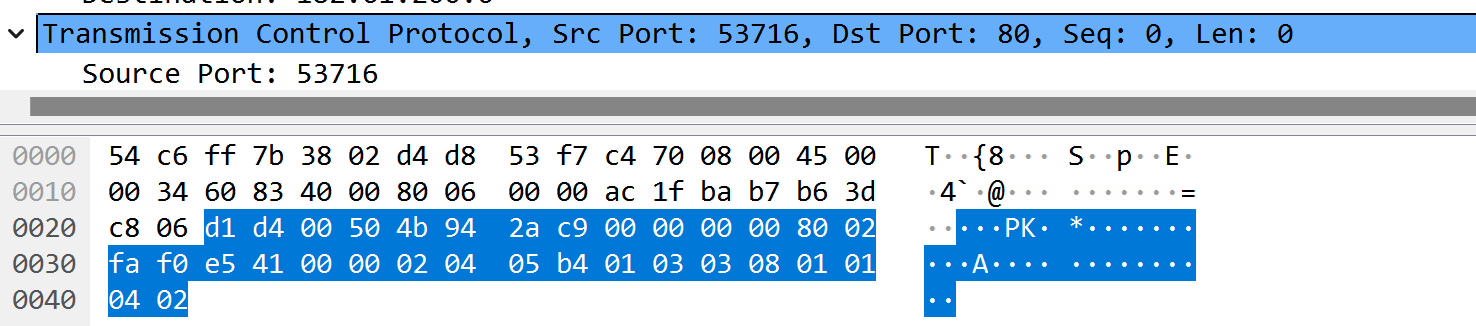 Transmission Control Protocol, Src Port: 53716, Dst Port: 80, Seq: 0, Len: 0
Source Port: 53716
0000 54 c6 ff 7b 38 02 d4 d8 53 f7 c4 70 08 00 45 00 T··{8··· S··p··E·
0010 00 34 60 83 40 00 80 06 00 00 ac 1f ba b7 b6 3d ·4`·@··· ·······=
0020 c8 06 d1 d4 00 50 4b 94 2a c9 00 00 00 00 80 02 ·····PK· *·······
0030 fa f0 e5 41 00 00 02 04 05 b4 01 03 03 08 01 01 ···A···· ········
0040 04 02 ··